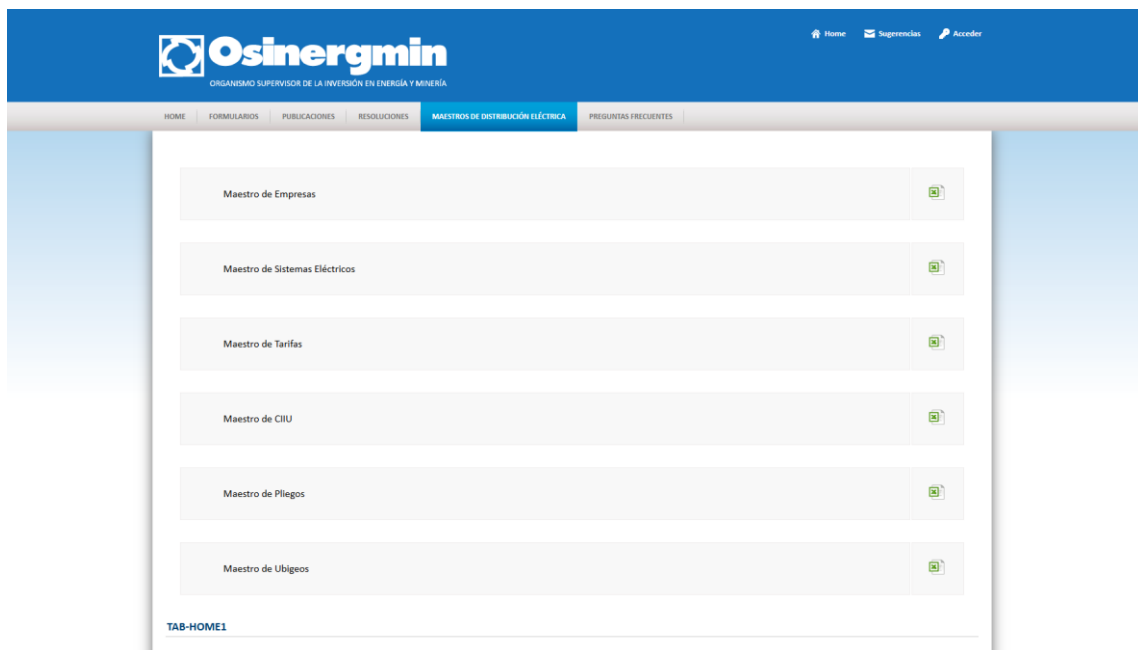 Home Sugerencias Acceder
Osinergmin
ORGANISMO SUPERVISOR DE LA INVERSIÓN EN ENERGÍA Y MINERÍA
HOME FORMULARIOS PUBLICACIONES RESOLUCIONES MAESTROS DE DISTRIBUCIÓN ELÉCTRICA PREGUNTAS FRECUENTES
Maestro de Empresas
Maestro de Sistemas Eléctricos
Maestro de Tarifas
Maestro de CIIU
Maestro de Pliegos
Maestro de Ubigeos
TAB-HOME1